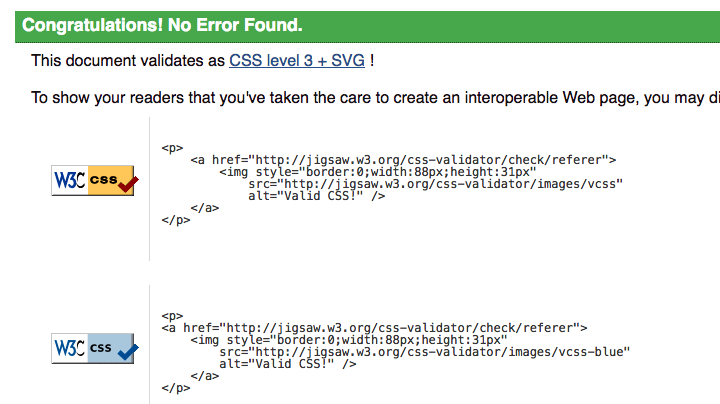 Congratulations! No Error Found.
This document validates as CSS level 3 + SVG !
To show your readers that you've taken the care to create an interoperable Web page, you may di
<p>
<a href="http://jigsaw.w3.org/css-validator/check/referer">
<img style="border:0;width:88px;height:31px"
src="http://jigsaw.w3.org/css-validator/images/vcss"
alt="Valid CSS!" />
</a>
</p>
W3C css
<p>
<a href="http://jigsaw.w3.org/css-validator/check/referer">
<img style="border:0;width:88px;height:31px"
src="http://jigsaw.w3.org/css-validator/images/vcss-blue"
alt="Valid CSS!" />
</a>
</p>
W3C css